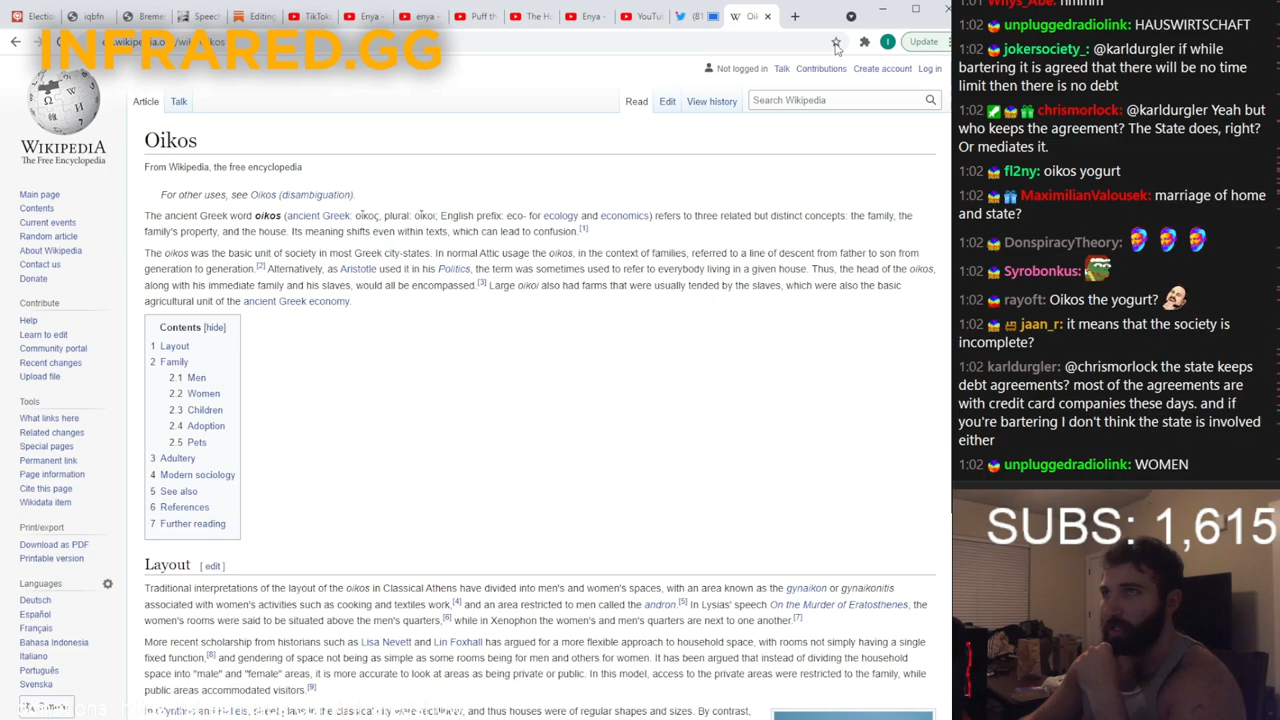 Electio
iqbfn
Breme
Speech
Editing
TikTok
Enya -
enya -
Puff th
The Hu
Enya -
YouTu
(81
Oik
INFRARED.GG
Update
Not logged in Talk Contributions Create account Log in
WIKIPEDIA
The Free Encyclopedia
Article Talk
Read Edit View history
Search Wikipedia
Main page
Contents
Current events
Random article
About Wikipedia
Contact us
Donate
Contribute
Help
Learn to edit
Community portal
Recent changes
Upload file
Tools
What links here
Related changes
Special pages
Permanent link
Page information
Cite this page
Wikidata item
Print/export
Download as PDF
Printable version
Languages
Deutsch
Español
Français
Bahasa Indonesia
Italiano
Português
Svenska
Oikos
From Wikipedia, the free encyclopedia
For other uses, see Oikos (disambiguation).
The ancient Greek word oikos (ancient Greek: οἶκος, plural: οἶκοι; English prefix: eco- for ecology and economics) refers to three related but distinct concepts: the family, the
family's property, and the house. Its meaning shifts even within texts, which can lead to confusion.[1]
The oikos was the basic unit of society in most Greek city-states. In normal Attic usage the oikos, in the context of families, referred to a line of descent from father to son from
generation to generation.[2] Alternatively, as Aristotle used it in his Politics, the term was sometimes used to refer to everybody living in a given house. Thus, the head of the oikos,
along with his immediate family and his slaves, would all be encompassed.[3] Large oikoi also had farms that were usually tended by the slaves, which were also the basic
agricultural unit of the ancient Greek economy.
Contents [hide]
1 Layout
2 Family
2.1 Men
2.2 Women
2.3 Children
2.4 Adoption
2.5 Pets
3 Adultery
4 Modern sociology
5 See also
6 References
7 Further reading
Layout [ edit ]
Traditional interpretations of the layout of the oikos in Classical Athens have divided into men's and women's spaces, with an area known as the gynaikon or gynaikonitis
associated with women's activities such as cooking and textiles work,[4] and an area restricted to men called the andron.[5] In Lysias' speech On the Murder of Eratosthenes, the
women's rooms were said to be situated above the men's quarters,[6] while in Xenophon the women's and men's quarters are next to one another.[7]
More recent scholarship from historians such as Lisa Nevett and Lin Foxhall has argued for a more flexible approach to household space, with rooms not simply having a single
fixed function,[8] and gendering of space not being as simple as some rooms being for men and others for women. It has been argued that instead of dividing the household
space into "male" and "female" areas, it is more accurate to look at areas as being private or public. In this model, access to the private areas were restricted to the family, while
public areas accommodated visitors.[9]
and thus houses were of regular shapes and sizes. By contrast,
1:01 Whys_Abe: hmmm
1:02 unpluggedradiolink: HAUSWIRTSCHAFT
1:02 jokersociety_: @karldurgler if while
bartering it is agreed that there will be no time
limit then there is no debt
1:02 chrismorlock: @karldurgler Yeah but
who keeps the agreement? The State does, right?
Or mediates it.
1:02 fl2ny: oikos yogurt
1:02 MaximilianValousek: marriage of home
and state?
1:02 DonspiracyTheory:
1:02 Syrobonkus:
1:02 rayoft: Oikos the yogurt?
1:02 jaan_r: it means that the society is
incomplete?
1:02 karldurgler: @chrismorlock the state keeps
debt agreements? most of the agreements are
with credit card companies these days. and if
you're bartering I don't think the state is involved
either
1:02 unpluggedradiolink: WOMEN
SUBS: 1,615